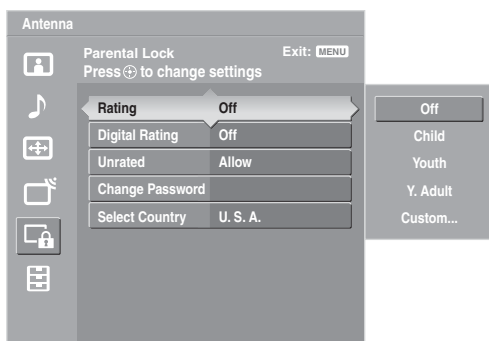 Antenna
Parental Lock
Exit: MENU
Press to change settings
Rating Off
Digital Rating Off
Unrated Allow
Change Password
Select Country U. S. A.
Off
Child
Youth
Y. Adult
Custom...